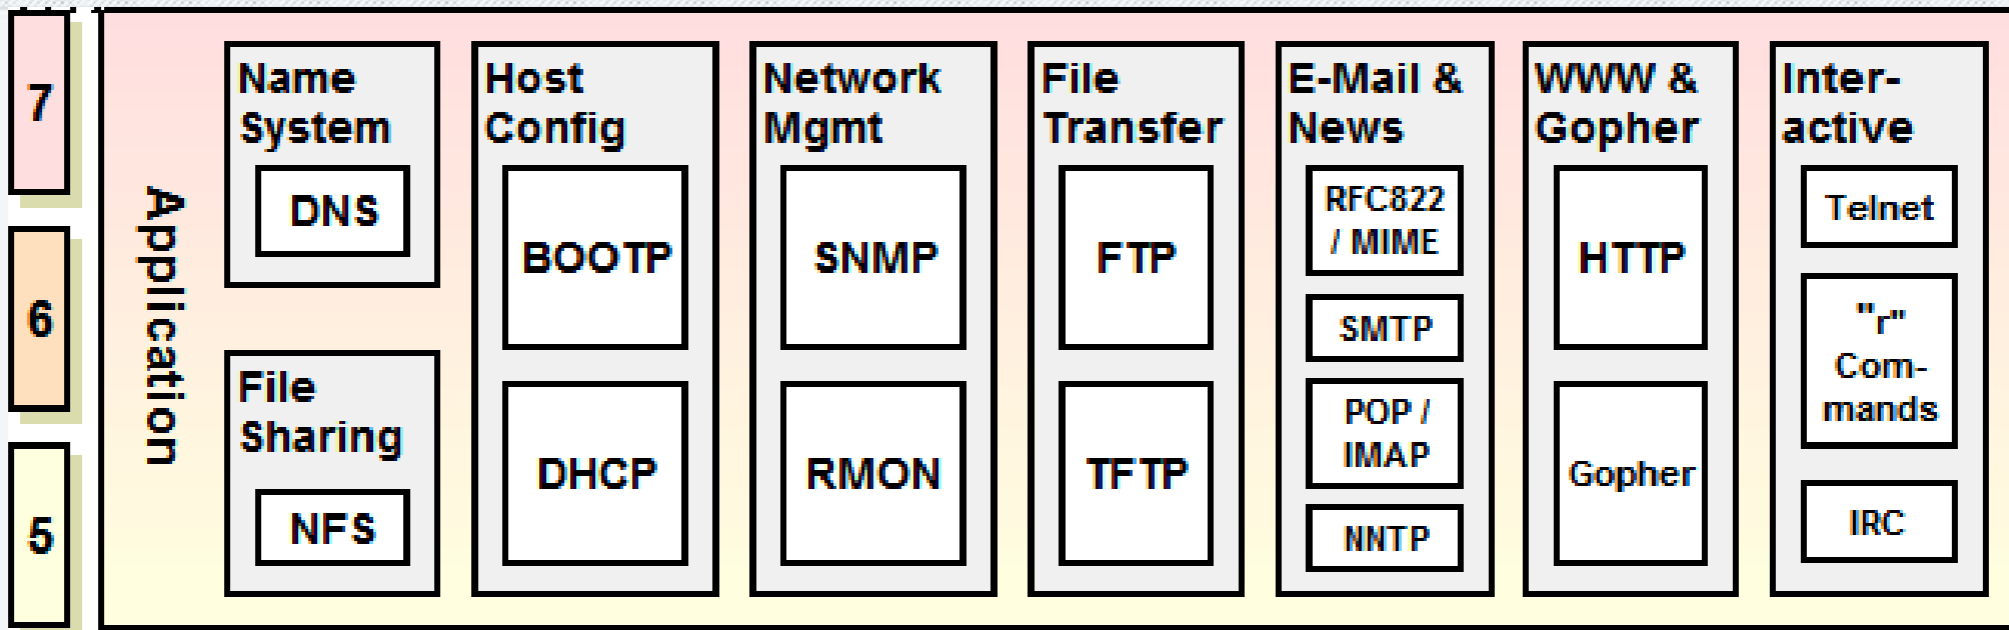 7
6
5
Application
Name
System
DNS
File
Sharing
NFS
Host
Config
BOOTP
DHCP
Network
Mgmt
SNMP
RMON
File
Transfer
FTP
TFTP
E-Mail &
News
RFC822
/ MIME
SMTP
POP /
IMAP
NNTP
WWW &
Gopher
HTTP
Gopher
Inter-
active
Telnet
"r"
Com-
mands
IRC